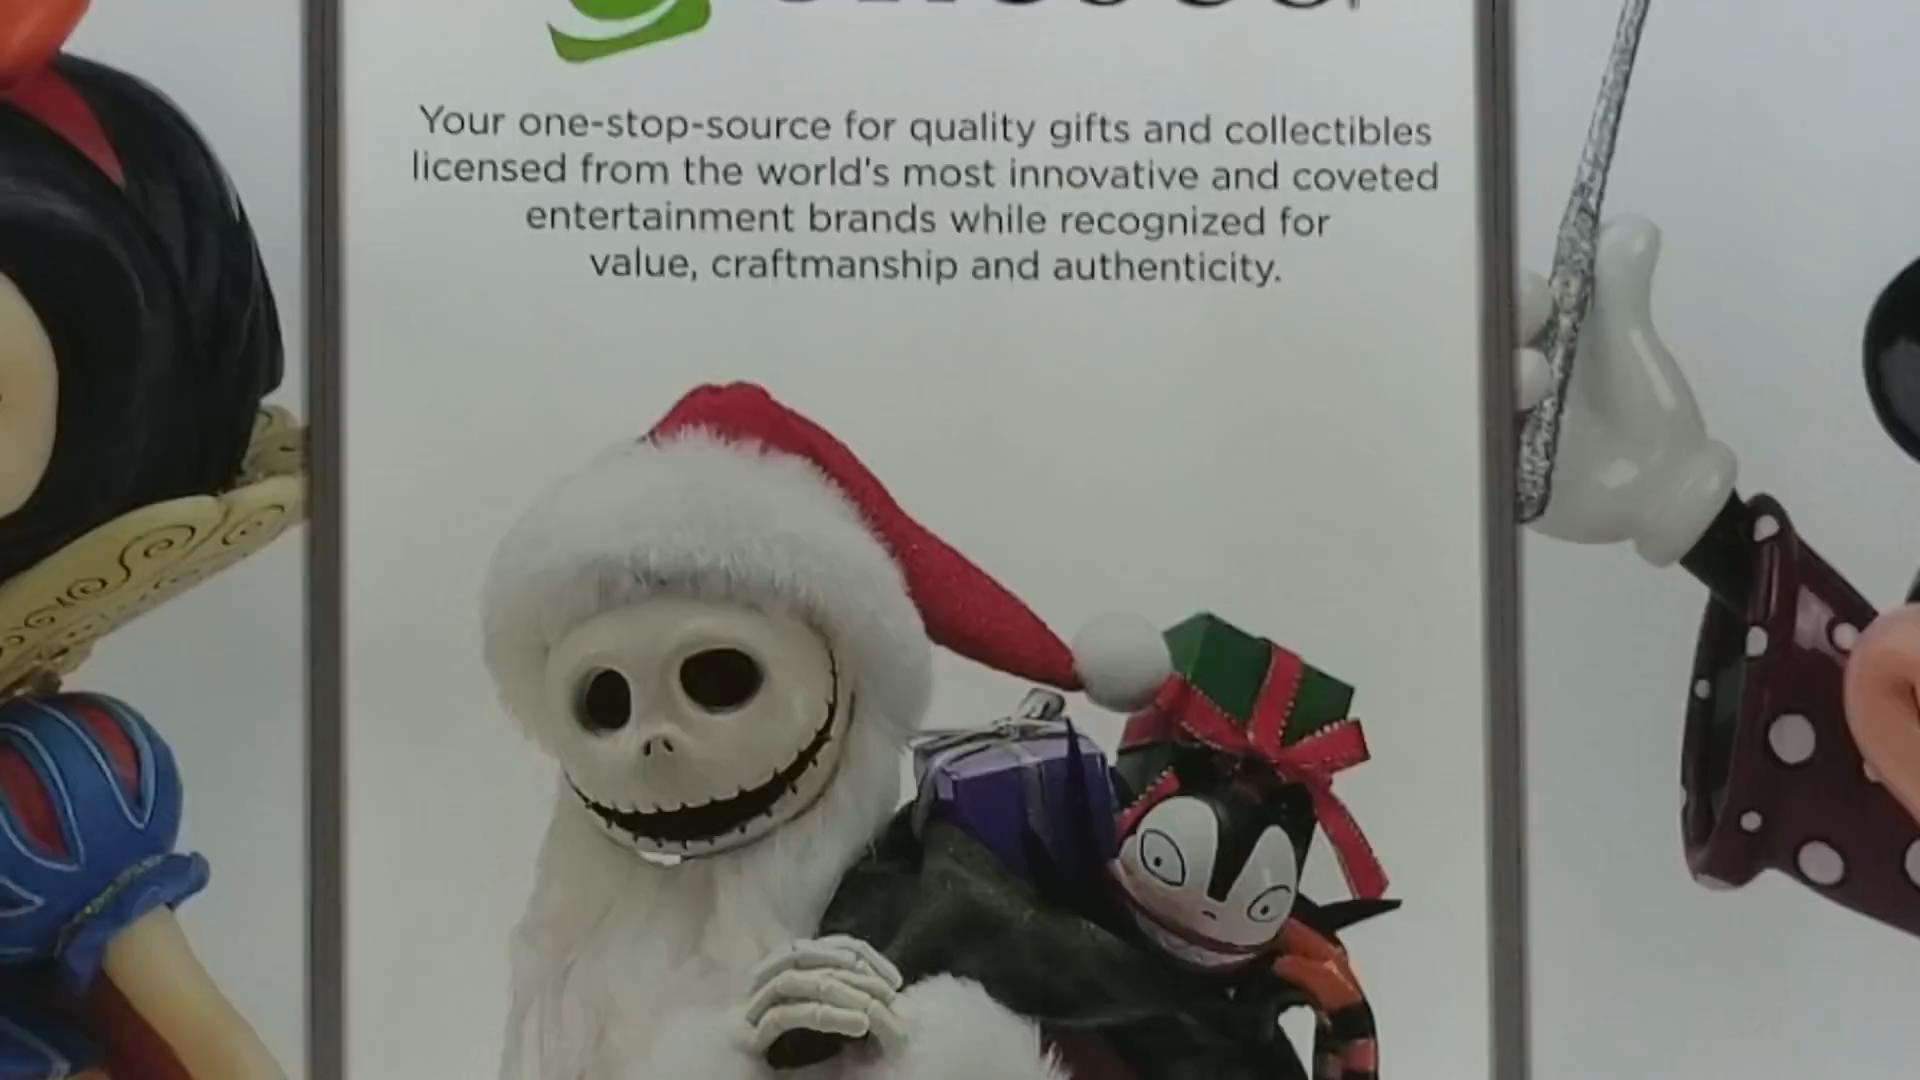 Your one-stop-source for quality gifts and collectibles
licensed from the world's most innovative and coveted
entertainment brands while recognized for
value, craftmanship and authenticity.